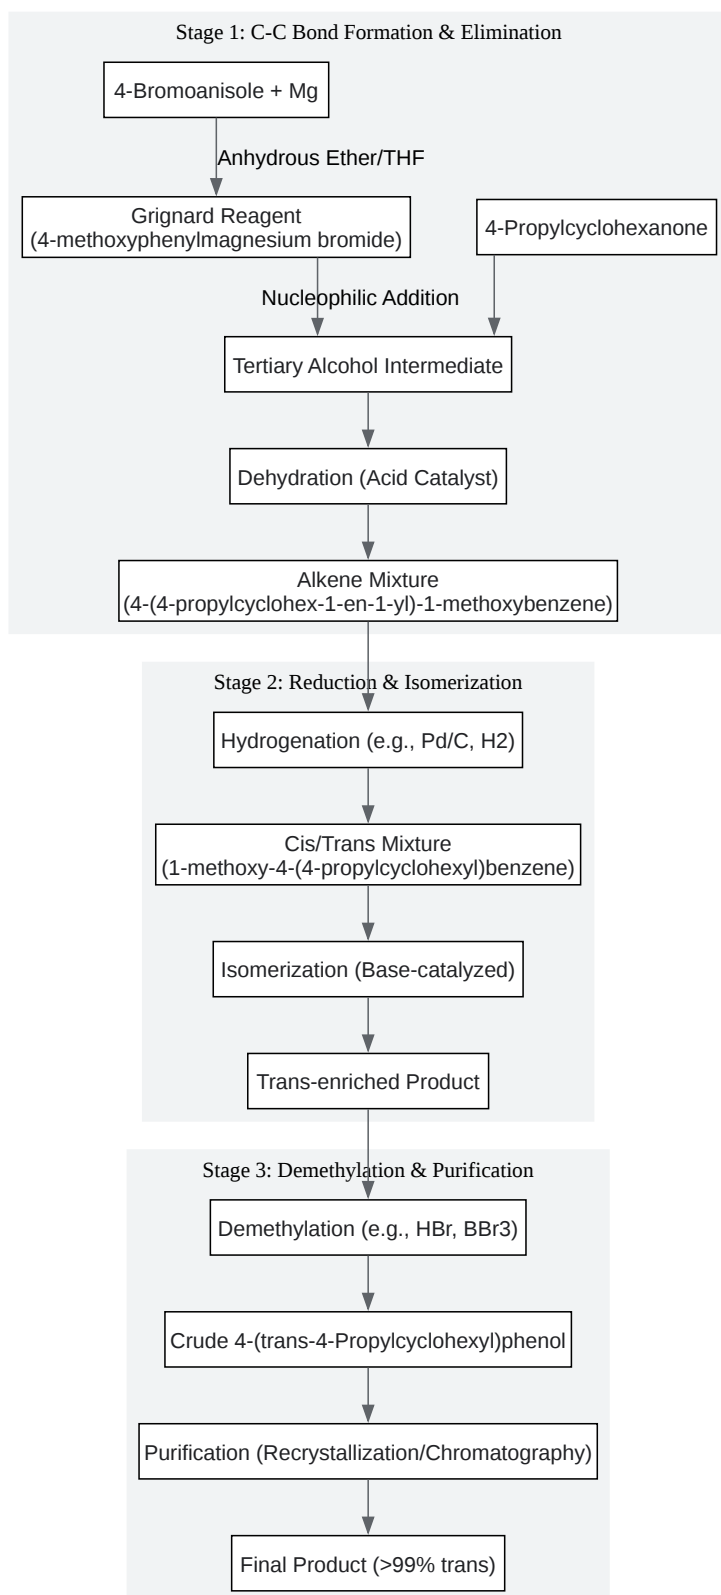 Stage 1: C-C Bond Formation & Elimination
4-Bromoanisole + Mg
Anhydrous Ether/THF
Grignard Reagent
(4-methoxyphenylmagnesium bromide)
4-Propylcyclohexanone
Nucleophilic Addition
Tertiary Alcohol Intermediate
Dehydration (Acid Catalyst)
Alkene Mixture
(4-(4-propylcyclohex-1-en-1-yl)-1-methoxybenzene)
Stage 2: Reduction & Isomerization
Hydrogenation (e.g., Pd/C, H2)
Cis/Trans Mixture
(1-methoxy-4-(4-propylcyclohexyl)benzene)
Isomerization (Base-catalyzed)
Trans-enriched Product
Stage 3: Demethylation & Purification
Demethylation (e.g., HBr, BBr3)
Crude 4-(trans-4-Propylcyclohexyl)phenol
Purification (Recrystallization/Chromatography)
Final Product (>99% trans)